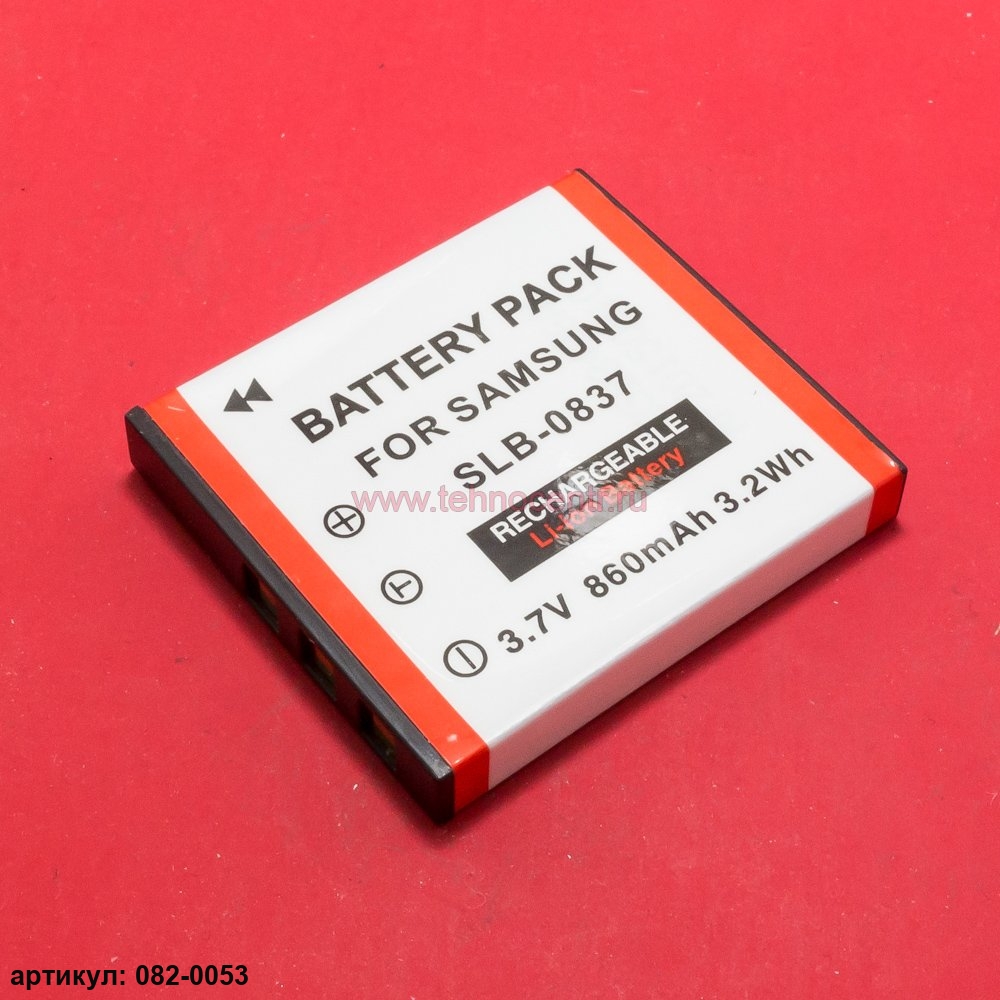 BATTERY PACK
FOR SAMSUNG
SLB-0837
RECHARGEABLE
Li-ion Battery
3.7V 860mAh 3.2Wh
www.tehnocentr.ru
артикул: 082-0053